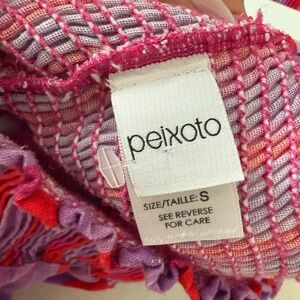 peixoto
SIZE/TAILLE: S
SEE REVERSE
FOR CARE